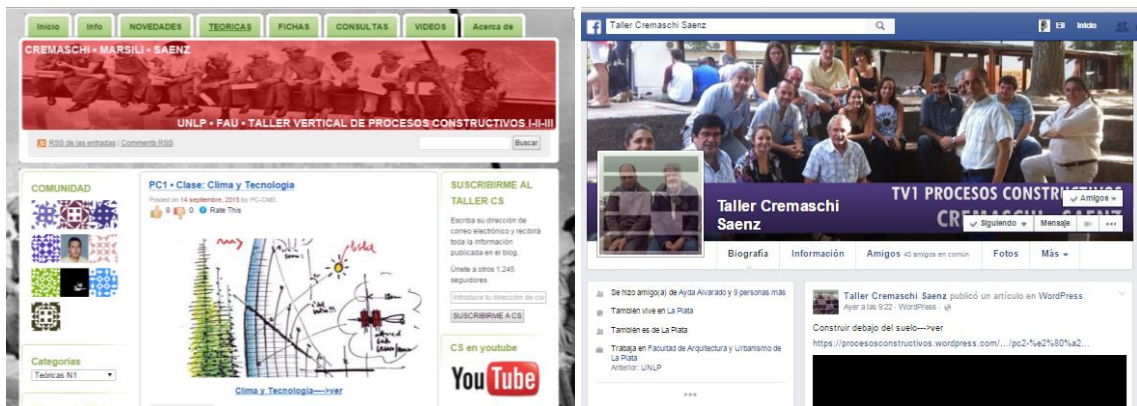 Inicio Info NOVEDADES TEORICAS FICHAS CONSULTAS VIDEOS Acerca de
CREMASCHI • MARSILI • SAENZ
UNLP • FAU • TALLER VERTICAL DE PROCESOS CONSTRUCTIVOS I-II-III
RSS de las entradas | Comments RSS
Buscar
COMUNIDAD
Categorías
Teóricas N1
PC1 • Clase: Clima y Tecnología
Posted on 14 septiembre, 2015 by PC-CMS
8 0 Rate This
Clima y Tecnología--->ver
SUSCRIBIRME AL
TALLER CS
Escriba su dirección de
correo electrónico y recibirá
toda la información
publicada en el blog.
Únete a otros 1.245
seguidores
Introduce tu dirección de co
SUSCRIBIRME A CS
CS en youtube
YouTube
f Taller Cremaschi Saenz
Eli Inicio
TV1 PROCESOS CONSTRUCTIVOS
Taller Cremaschi
Saenz
Amigos
Siguiendo Mensaje •••
Biografía Información Amigos 40 amigos en común Fotos Más
Se hizo amigo(a) de Ayda Alvarado y 9 personas más
También vive en La Plata
También es de La Plata
Trabaja en Facultad de Arquitectura y Urbanismo de
La Plata
Anterior: UNLP
•••
Taller Cremaschi Saenz publicó un artículo en WordPress.
Ayer a las 9:22 · WordPress ·
Construir debajo del suelo--->ver
https://procesosconstructivos.wordpress.com/.../pc2-%e2%80%a2...